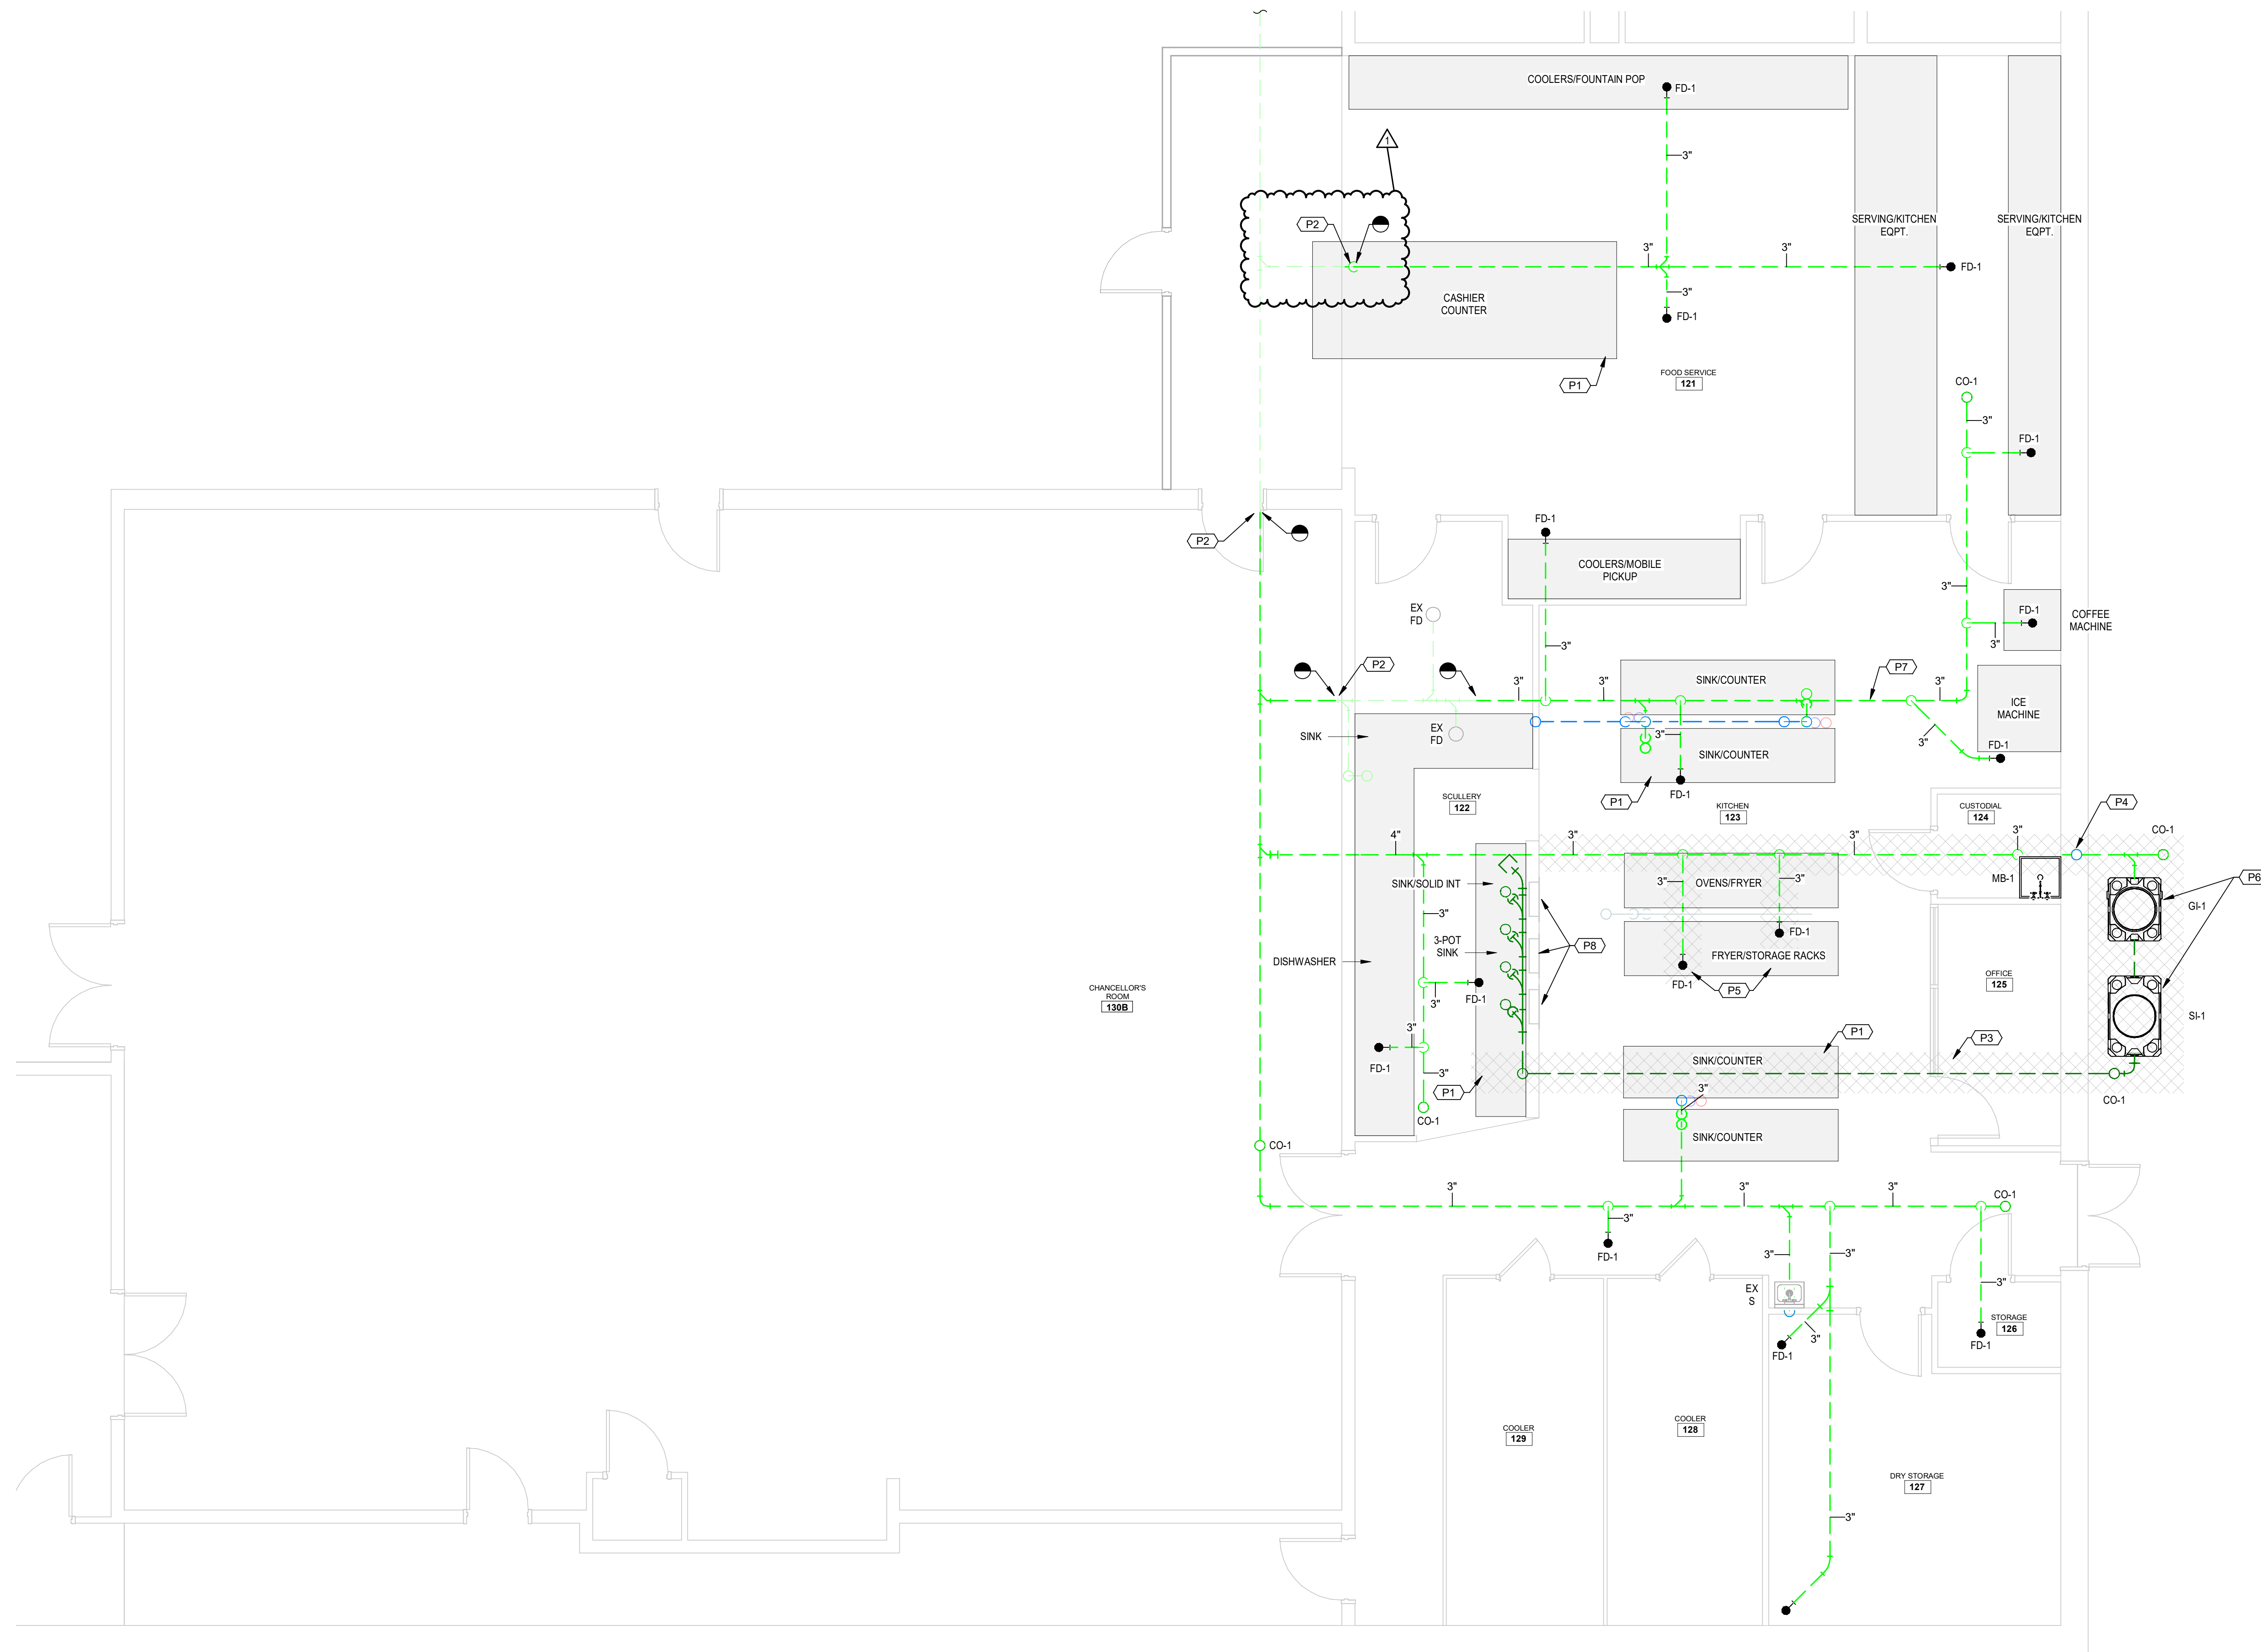 COOLERS/FOUNTAIN POP
FD-1
3"
1
P2
SERVING/KITCHEN
EQPT.
SERVING/KITCHEN
EQPT.
3"
3"
FD-1
3"
CASHIER
COUNTER
FD-1
FOOD SERVICE
121
P1
CO-1
3"
FD-1
FD-1
P2
COOLERS/MOBILE
PICKUP
3"
EX
FD
FD-1
COFFEE
MACHINE
3"
3"
P2
P7
3"
3"
SINK/COUNTER
3"
ICE
MACHINE
SINK
EX
FD
3"
3"
FD-1
SINK/COUNTER
FD-1
P1
SCULLERY
122
KITCHEN
123
CUSTODIAL
124
P4
4"
3"
3"
3"
CO-1
SINK/SOLID INT
3"
OVENS/FRYER
3"
MB-1
P6
GI-1
3"
3-POT
SINK
P8
FD-1
DISHWASHER
FRYER/STORAGE RACKS
OFFICE
125
CHANCELLOR'S
ROOM
130B
FD-1
3"
FD-1
P5
SI-1
3"
P1
P3
FD-1
3"
SINK/COUNTER
P1
3"
CO-1
CO-1
SINK/COUNTER
CO-1
3"
3"
3"
CO-1
3"
FD-1
3"
3"
3"
EX
S
STORAGE
126
3"
FD-1
FD-1
COOLER
129
COOLER
128
DRY STORAGE
127
3"